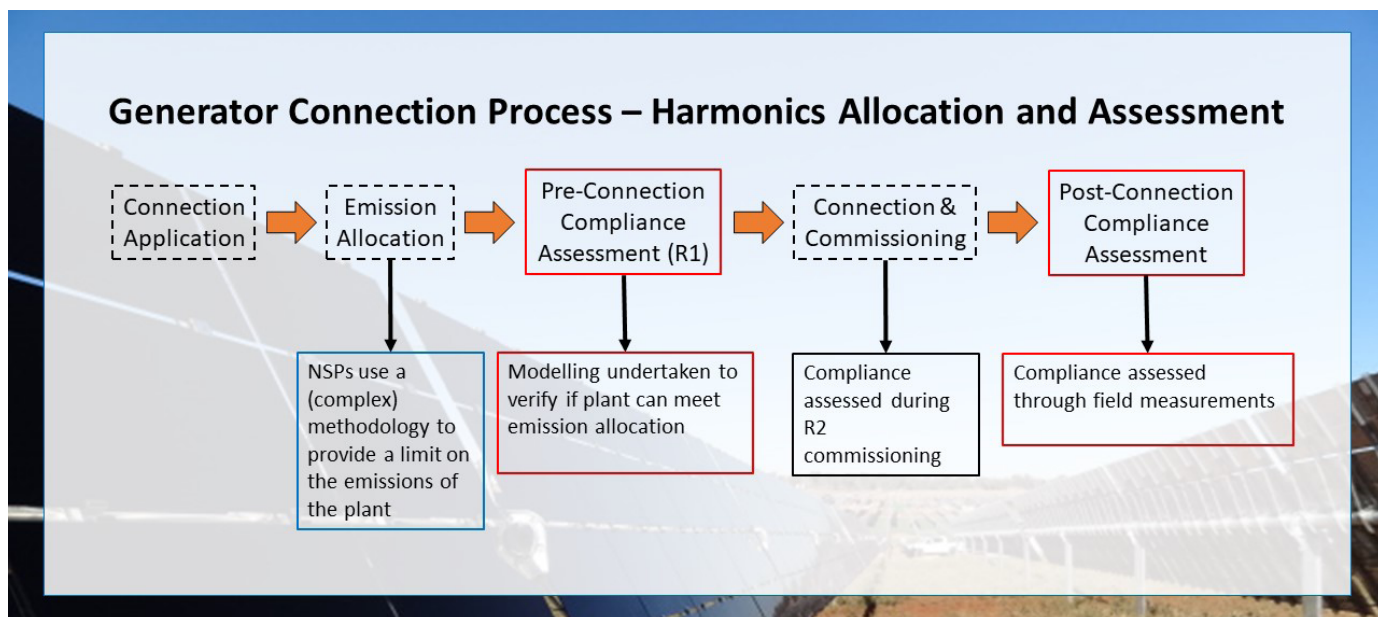 Generator Connection Process – Harmonics Allocation and Assessment
Connection
Application
Emission
Allocation
Pre-Connection
Compliance
Assessment (R1)
Connection &
Commissioning
Post-Connection
Compliance
Assessment
NSPs use a
(complex)
methodology to
provide a limit on
the emissions of
the plant
Modelling undertaken to
verify if plant can meet
emission allocation
Compliance
assessed during
R2
commissioning
Compliance assessed
through field measurements